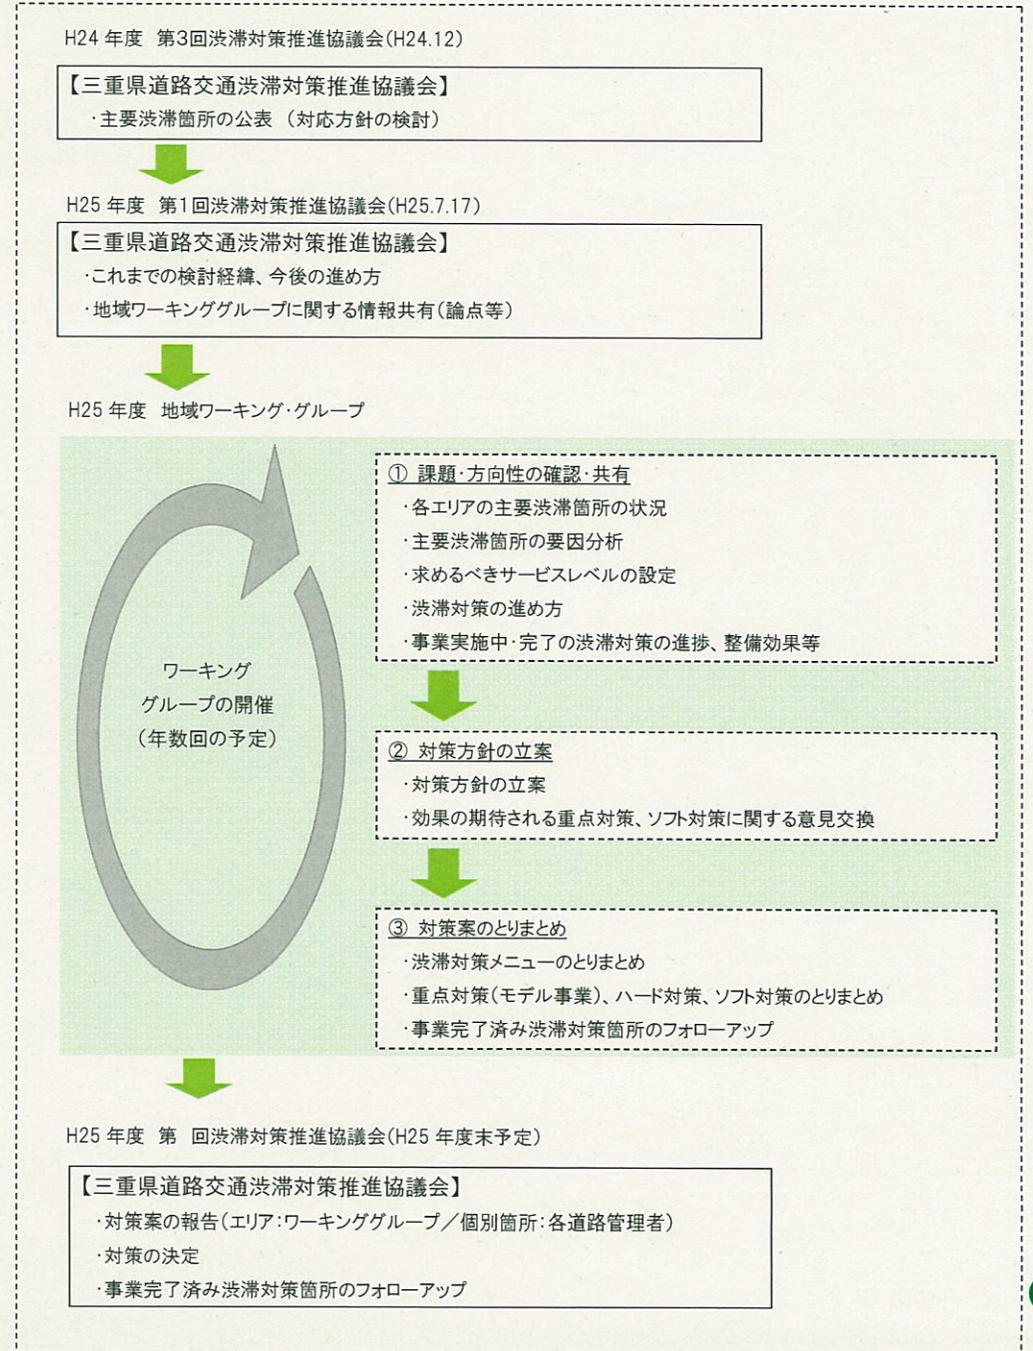 H24 年度 第3回渋滞対策推進協議会(H24.12)
【三重県道路交通渋滞対策推進協議会】
・主要渋滞箇所の公表 (対応方針の検討)
H25 年度 第1回渋滞対策推進協議会(H25.7.17)
【三重県道路交通渋滞対策推進協議会】
・これまでの検討経緯、今後の進め方
・地域ワーキンググループに関する情報共有(論点等)
H25 年度 地域ワーキング・グループ
ワーキング
グループの開催
(年数回の予定)
① 課題・方向性の確認・共有
・各エリアの主要渋滞箇所の状況
・主要渋滞箇所の要因分析
・求めるべきサービスレベルの設定
・渋滞対策の進め方
・事業実施中・完了の渋滞対策の進捗、整備効果等
② 対策方針の立案
・対策方針の立案
・効果の期待される重点対策、ソフト対策に関する意見交換
③ 対策案のとりまとめ
・渋滞対策メニューのとりまとめ
・重点対策(モデル事業)、ハード対策、ソフト対策のとりまとめ
・事業完了済み渋滞対策箇所のフォローアップ
H25 年度 第 回渋滞対策推進協議会(H25 年度末予定)
【三重県道路交通渋滞対策推進協議会】
・対策案の報告(エリア:ワーキンググループ/個別箇所:各道路管理者)
・対策の決定
・事業完了済み渋滞対策箇所のフォローアップ